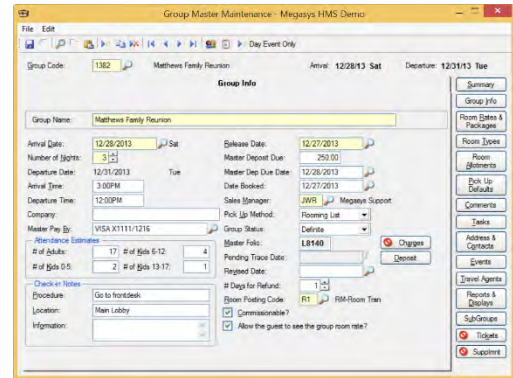 Group Master Maintenance - Megasys HMS Demo
File Edit
Day Event Only
Group Code: 1382 Matthews Family Reunion Arrival: 12/28/13 Sat Departure: 12/31/13 Tue
Group Info
Group Name: Matthews Family Reunion
Arrival Date: 12/28/2013 Sat Release Date: 12/27/2013
Number of Nights: 3 Master Deposit Due: 250.00
Departure Date: 12/31/2013 Tue Master Dep Due Date: 12/28/2013
Arrival Time: 3:00PM Date Booked: 12/27/2013
Departure Time: 12:00PM Sales Manager: JWR Megasys Support
Company: Pick Up Method: Rooming List
Master Pay By: VISA X1111/1216 Group Status: Definite
Attendance Estimates Master Folio: L8140 Charges
# of Adults: 17 # of Kids 6-12: 4 Pending Trace Date: / Deposit
# of Kids 0-5: 2 # of Kids 13-17: 1 Revised Date:
Check-in Notes # Days for Refund: 1
Procedure: Go to frontdesk Room Posting Code: R1 RM-Room Tran
Location: Main Lobby Commissionable?
Information: Allow the guest to see the group room rate?
Summary
Group Info
Room Rates &
Packages
Room Types
Room
Allotments
Pick Up
Defaults
Comments
Tasks
Address &
Contacts
Events
Travel Agents
Reports &
Displays
SubGroups
Tickets
Supplmnt